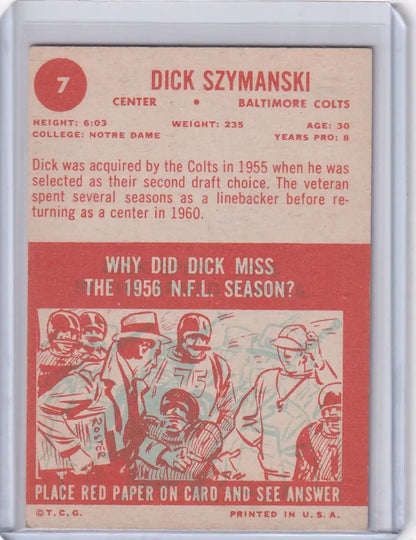 7
DICK SZYMANSKI
CENTER • BALTIMORE COLTS
HEIGHT: 6:03 WEIGHT: 235 AGE: 30
COLLEGE: NOTRE DAME YEARS PRO: 8
Dick was acquired by the Colts in 1955 when he was
selected as their second draft choice. The veteran
spent several seasons as a linebacker before re-
turning as a center in 1960.
WHY DID DICK MISS
THE 1956 N.F.L. SEASON?
75
ROSTER
PLACE RED PAPER ON CARD AND SEE ANSWER
©T.C.G. PRINTED IN U.S.A.